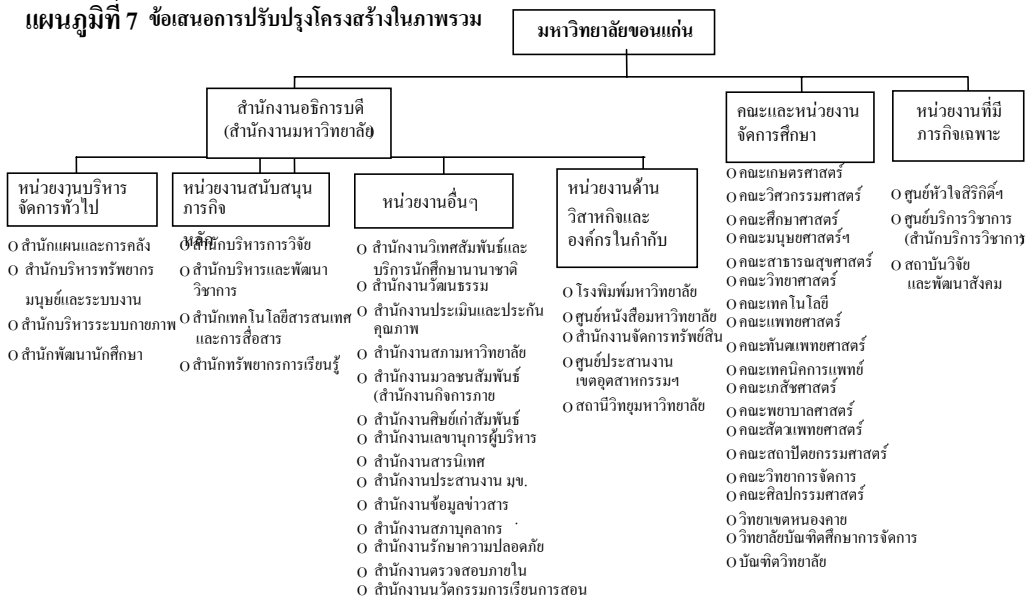 แผนภูมิที่ 7 ข้อเสนอการปรับปรุงโครงสร้างในภาพรวม
มหาวิทยาลัยขอนแก่น
สำนักงานอธิการบดี
(สำนักงานมหาวิทยาลัย)
คณะและหน่วยงาน
จัดการศึกษา
หน่วยงานที่มี
ภารกิจเฉพาะ
หน่วยงานบริหาร
จัดการทั่วไป
O สำนักแผนและการคลัง
O สำนักบริหารทรัพยากร
มนุษย์และระบบงาน
O สำนักบริหารระบบกายภาพ
O สำนักพัฒนานักศึกษา
หน่วยงานสนับสนุน
ภารกิจ
หลัก
O สำนักบริหารการวิจัย
O สำนักบริหารและพัฒนา
วิชาการ
O สำนักเทคโนโลยีสารสนเทศ
และการสื่อสาร
O สำนักทรัพยากรการเรียนรู้
หน่วยงานอื่นๆ
O สำนักงานวิเทศสัมพันธ์และ
บริการนักศึกษานานาชาติ
O สำนักงานวัฒนธรรม
O สำนักงานประเมินและประกัน
คุณภาพ
O สำนักงานสภามหาวิทยาลัย
O สำนักงานมวลชนสัมพันธ์
(สำนักงานกิจการภาย
O สำนักงานศิษย์เก่าสัมพันธ์
O สำนักงานเลขานุการผู้บริหาร
O สำนักงานสารนิเทศ
O สำนักงานประสานงาน มข.
O สำนักงานข้อมูลข่าวสาร
O สำนักงานสภาบุคลากร
O สำนักงานรักษาความปลอดภัย
O สำนักงานตรวจสอบภายใน
O สำนักงานนวัตกรรมการเรียนการสอน
หน่วยงานด้าน
วิสาหกิจและ
องค์กรในกำกับ
O โรงพิมพ์มหาวิทยาลัย
O ศูนย์หนังสือมหาวิทยาลัย
O สำนักงานจัดการทรัพย์สิน
O ศูนย์ประสานงาน
เขตอุตสาหกรรมฯ
O สถานีวิทยุมหาวิทยาลัย
O คณะเกษตรศาสตร์
O คณะวิศวกรรมศาสตร์
O คณะศึกษาศาสตร์
O คณะมนุษยศาสตร์ฯ
O คณะสาธารณสุขศาสตร์
O คณะวิทยาศาสตร์
O คณะเทคโนโลยี
O คณะแพทยศาสตร์
O คณะทันตแพทยศาสตร์
O คณะเทคนิคการแพทย์
O คณะเภสัชศาสตร์
O คณะพยาบาลศาสตร์
O คณะสัตวแพทยศาสตร์
O คณะสถาปัตยกรรมศาสตร์
O คณะวิทยาการจัดการ
O คณะศิลปกรรมศาสตร์
O วิทยาเขตหนองคาย
O วิทยาลัยบัณฑิตศึกษาการจัดการ
O บัณฑิตวิทยาลัย
O ศูนย์หัวใจสิริกิติ์ฯ
O ศูนย์บริการวิชาการ
(สำนักบริการวิชาการ)
O สถาบันวิจัย
และพัฒนาสังคม